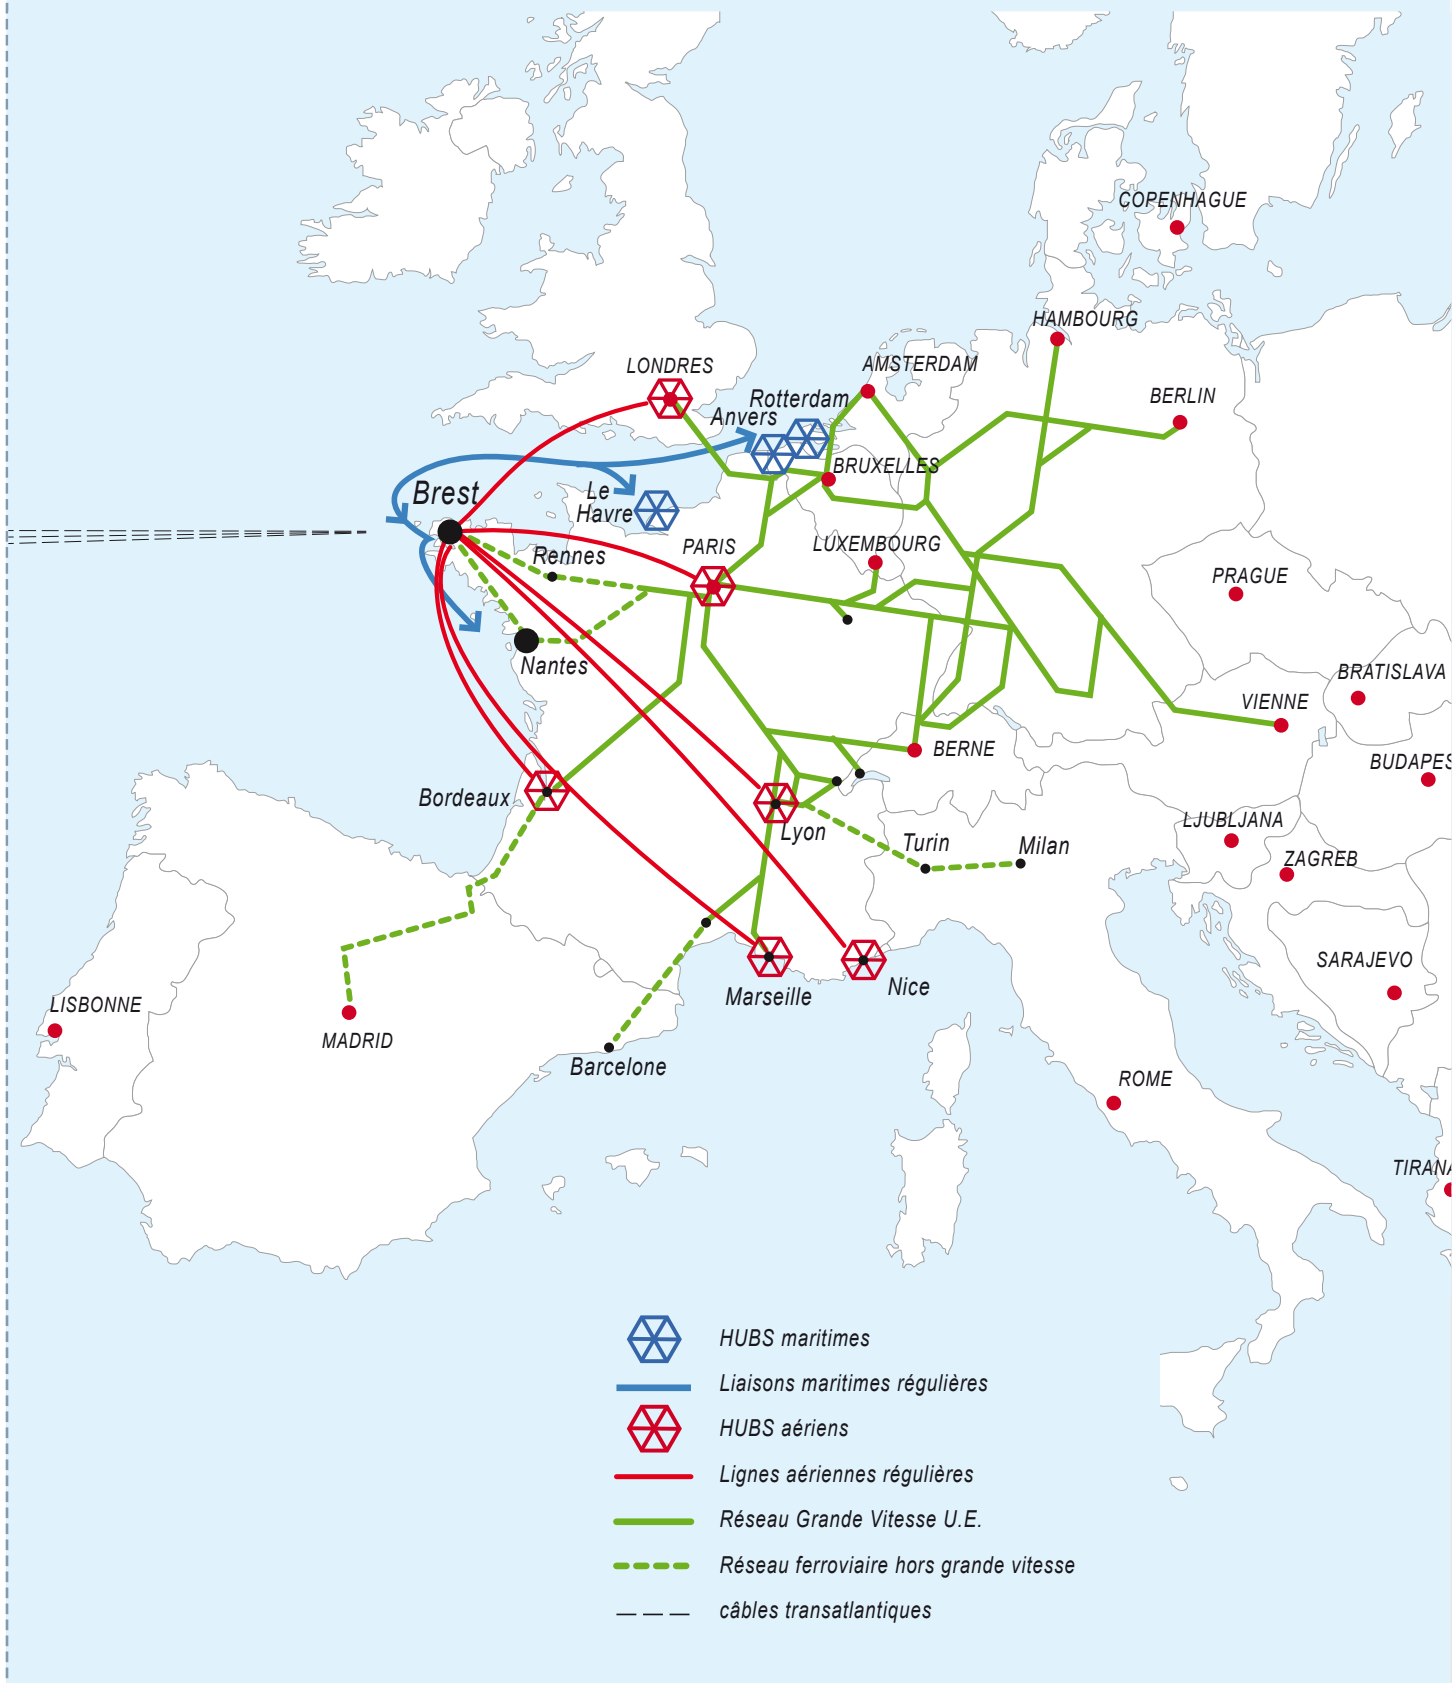 COPENHAGUE
HAMBOURG
LONDRES
AMSTERDAM
BERLIN
Rotterdam
Anvers
BRUXELLES
Brest
Le
Havre
Rennes
PARIS
LUXEMBOURG
PRAGUE
Nantes
BRATISLAVA
VIENNE
BERNE
BUDAPES
Bordeaux
LJUBLJANA
Lyon
Turin
Milan
ZAGREB
SARAJEVO
Nice
Marseille
LISBONNE
MADRID
Barcelone
ROME
TIRANA
HUBS maritimes
Liaisons maritimes régulières
HUBS aériens
Lignes aériennes régulières
Réseau Grande Vitesse U.E.
Réseau ferroviaire hors grande vitesse
câbles transatlantiques